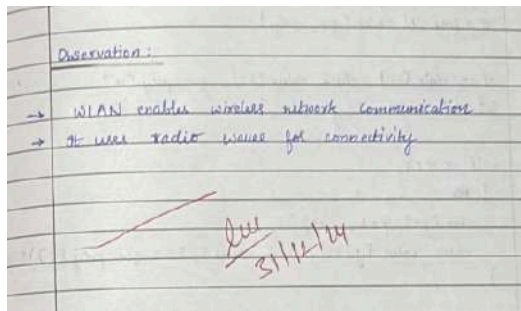 Observation :
→ WLAN enables wireless network communication
→ It uses radio waves for connectivity
31/12/24